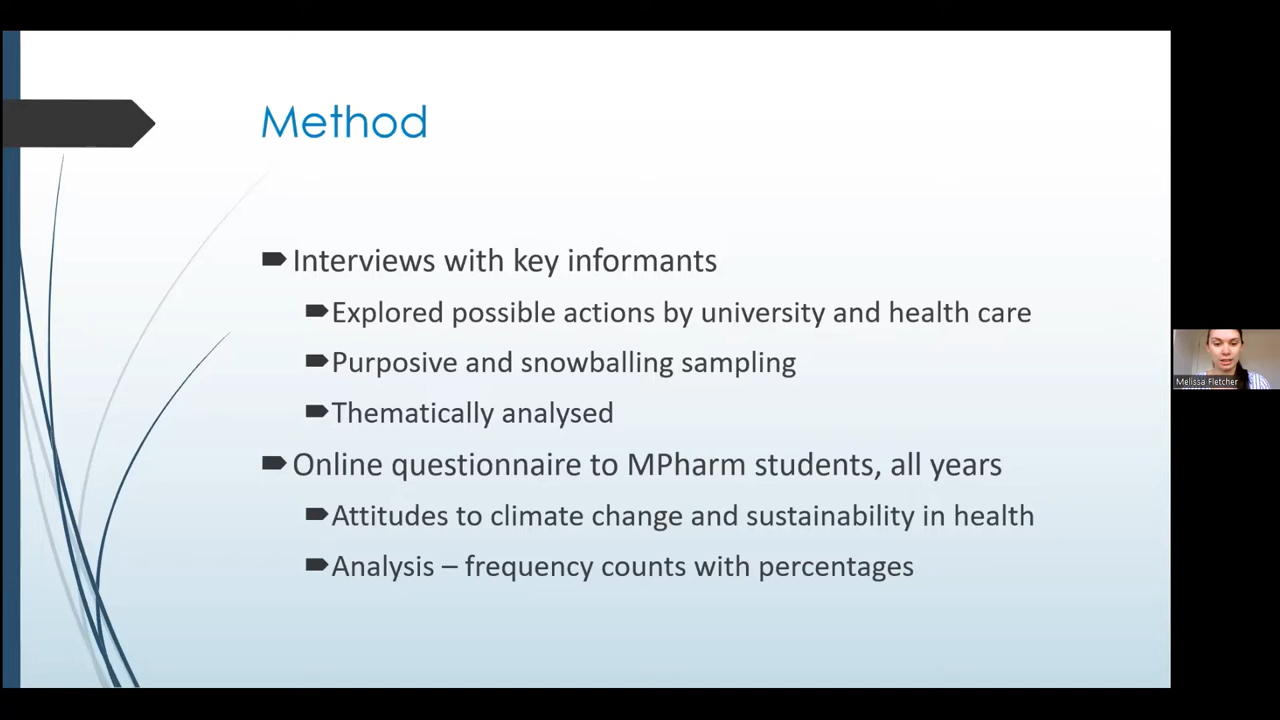 Method
Interviews with key informants
Explored possible actions by university and health care
Purposive and snowballing sampling
Thematically analysed
Online questionnaire to MPharm students, all years
Attitudes to climate change and sustainability in health
Analysis – frequency counts with percentages
Melissa Fletcher